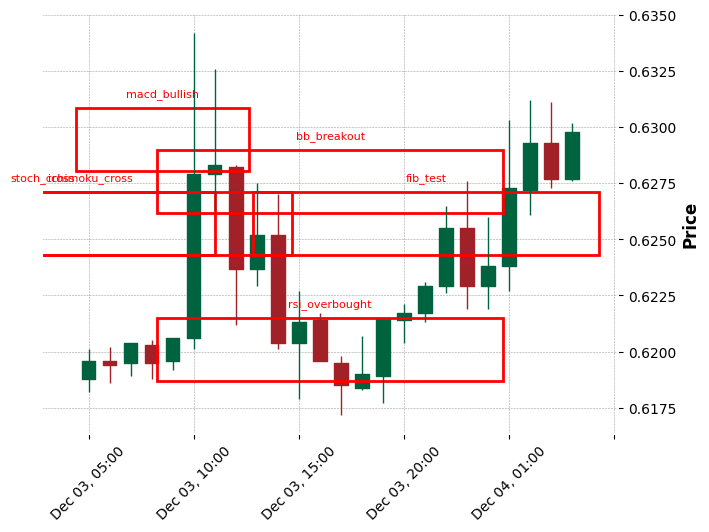 0.6350
0.6325
macd_bullish
0.6300
bb_breakout
stoch_cross
ichimoku_cross
fib_test
0.6275
Price
0.6250
0.6225
rsi_overbought
0.6200
0.6175
Dec 03, 05:00
Dec 03, 10:00
Dec 03, 15:00
Dec 03, 20:00
Dec 04, 01:00